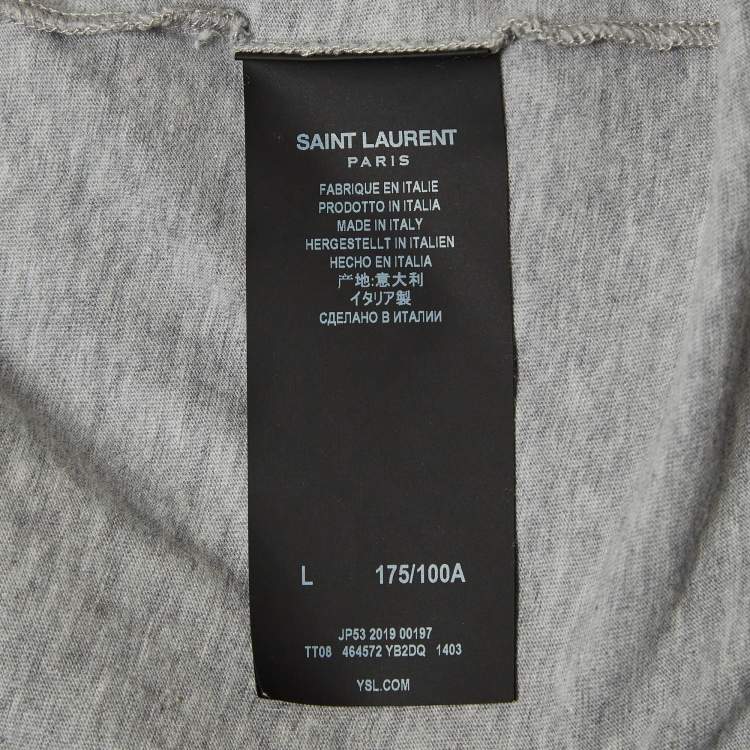 SAINT LAURENT
PARIS
FABRIQUE EN ITALIE
PRODOTTO IN ITALIA
MADE IN ITALY
HERGESTELLT IN ITALIEN
HECHO EN ITALIA
产地:意大利
イタリア製
СДЕЛАНО В ИТАЛИИ
L 175/100A
JP53 2019 00197
TT08 464572 YB2DQ 1403
YSL.COM